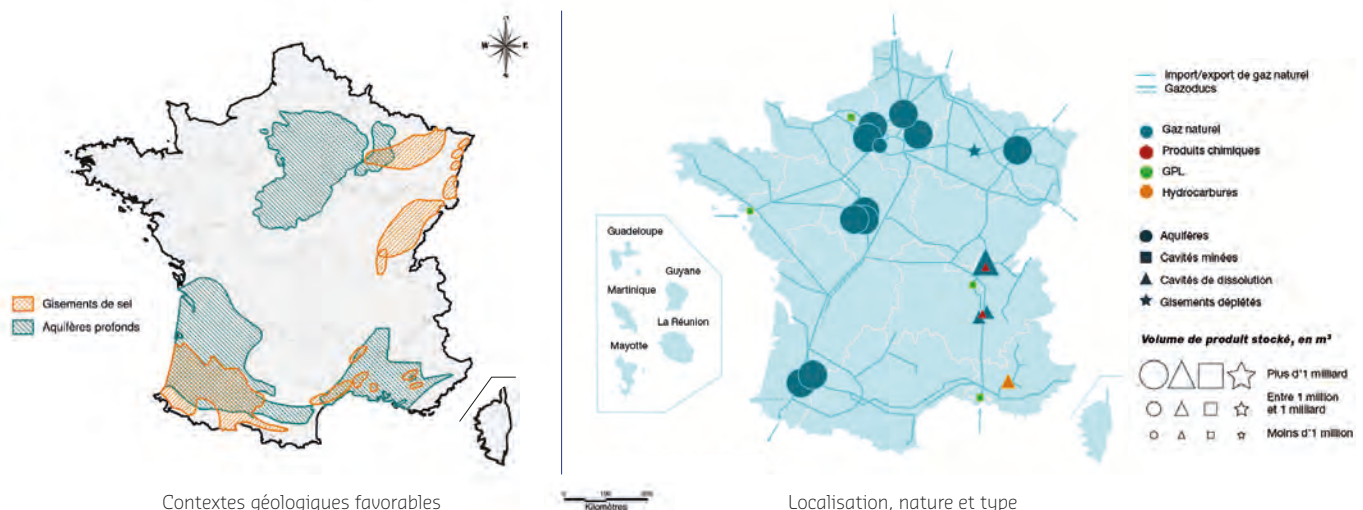 N
W E
S
Gisements de sel
Aquifères profonds
Contextes géologiques favorables
Guadeloupe
Guyane
Martinique
La Réunion
Mayotte
Import/export de gaz naturel
Gazoducs
Gaz naturel
Produits chimiques
GPL
Hydrocarbures
Aquifères
Cavités minées
Cavités de dissolution
Gisements déplétés
Volume de produit stocké, en m³
Plus d'1 milliard
Entre 1 million
et 1 milliard
Moins d'1 million
0
Kilomètres
Localisation, nature et type